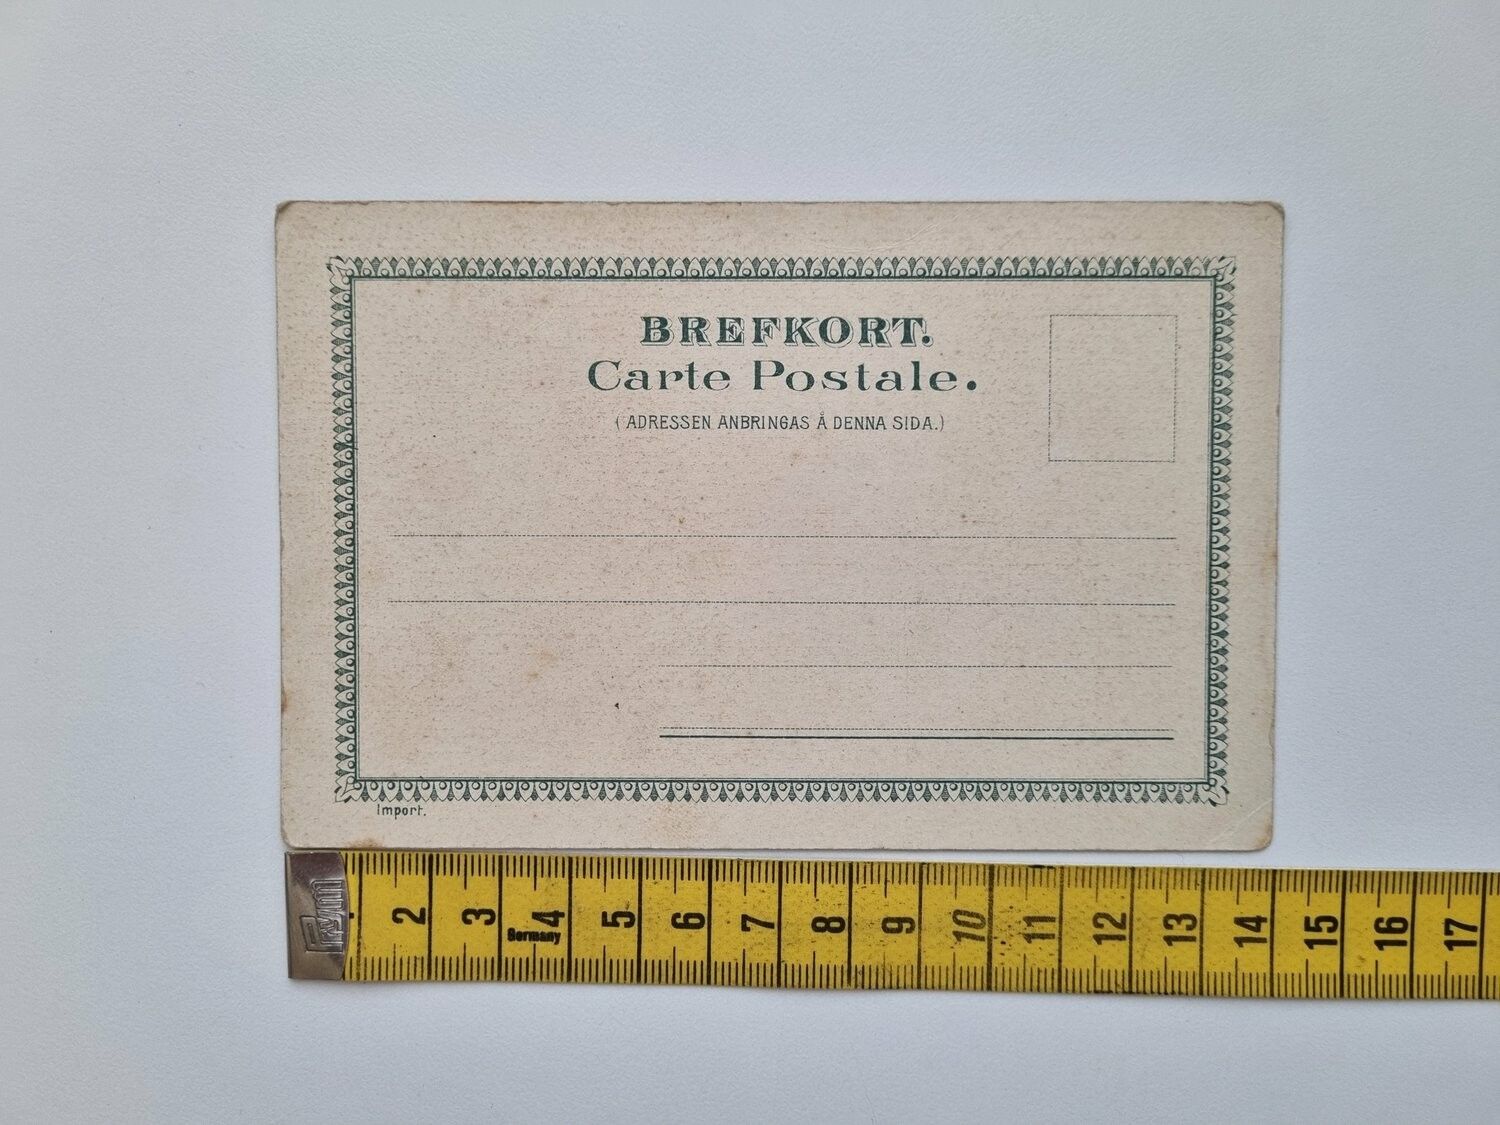 BREFKORT.
Carte Postale.
(ADRESSEN ANBRINGAS Å DENNA SIDA.)
Import.
Prym
2 3 4 5 6 7 8 9 10 11 12 13 14 15 16 17
Germany